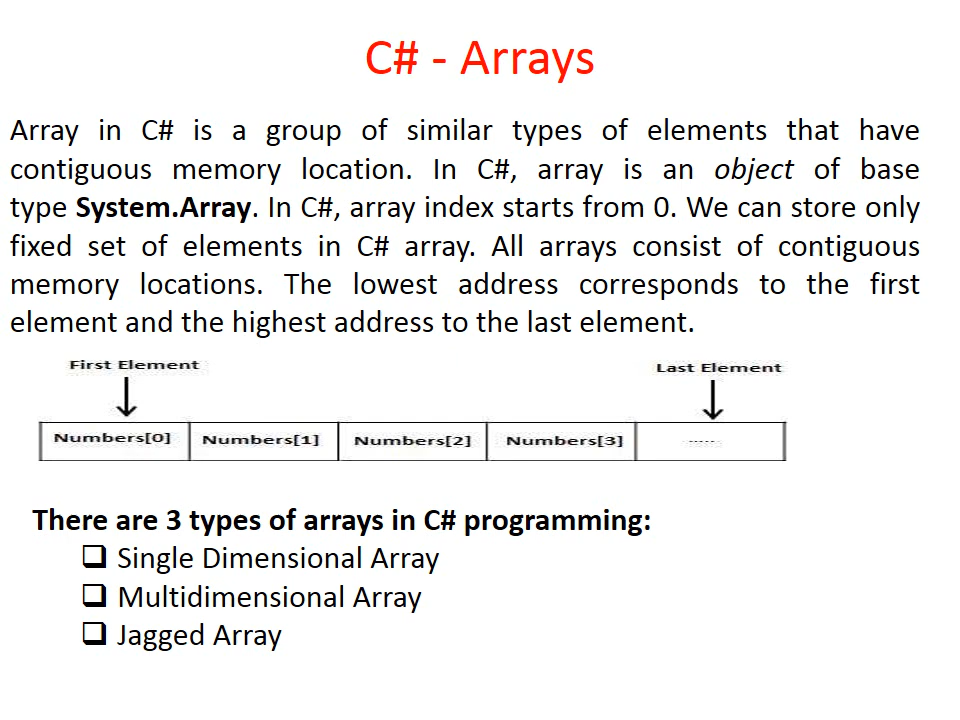 C# - Arrays
Array in C# is a group of similar types of elements that have
contiguous memory location. In C#, array is an object of base
type System.Array. In C#, array index starts from 0. We can store only
fixed set of elements in C# array. All arrays consist of contiguous
memory locations. The lowest address corresponds to the first
element and the highest address to the last element.
First Element
Last Element
Numbers[0] Numbers[1] Numbers[2] Numbers[3] .....
There are 3 types of arrays in C# programming:
❑ Single Dimensional Array
❑ Multidimensional Array
❑ Jagged Array